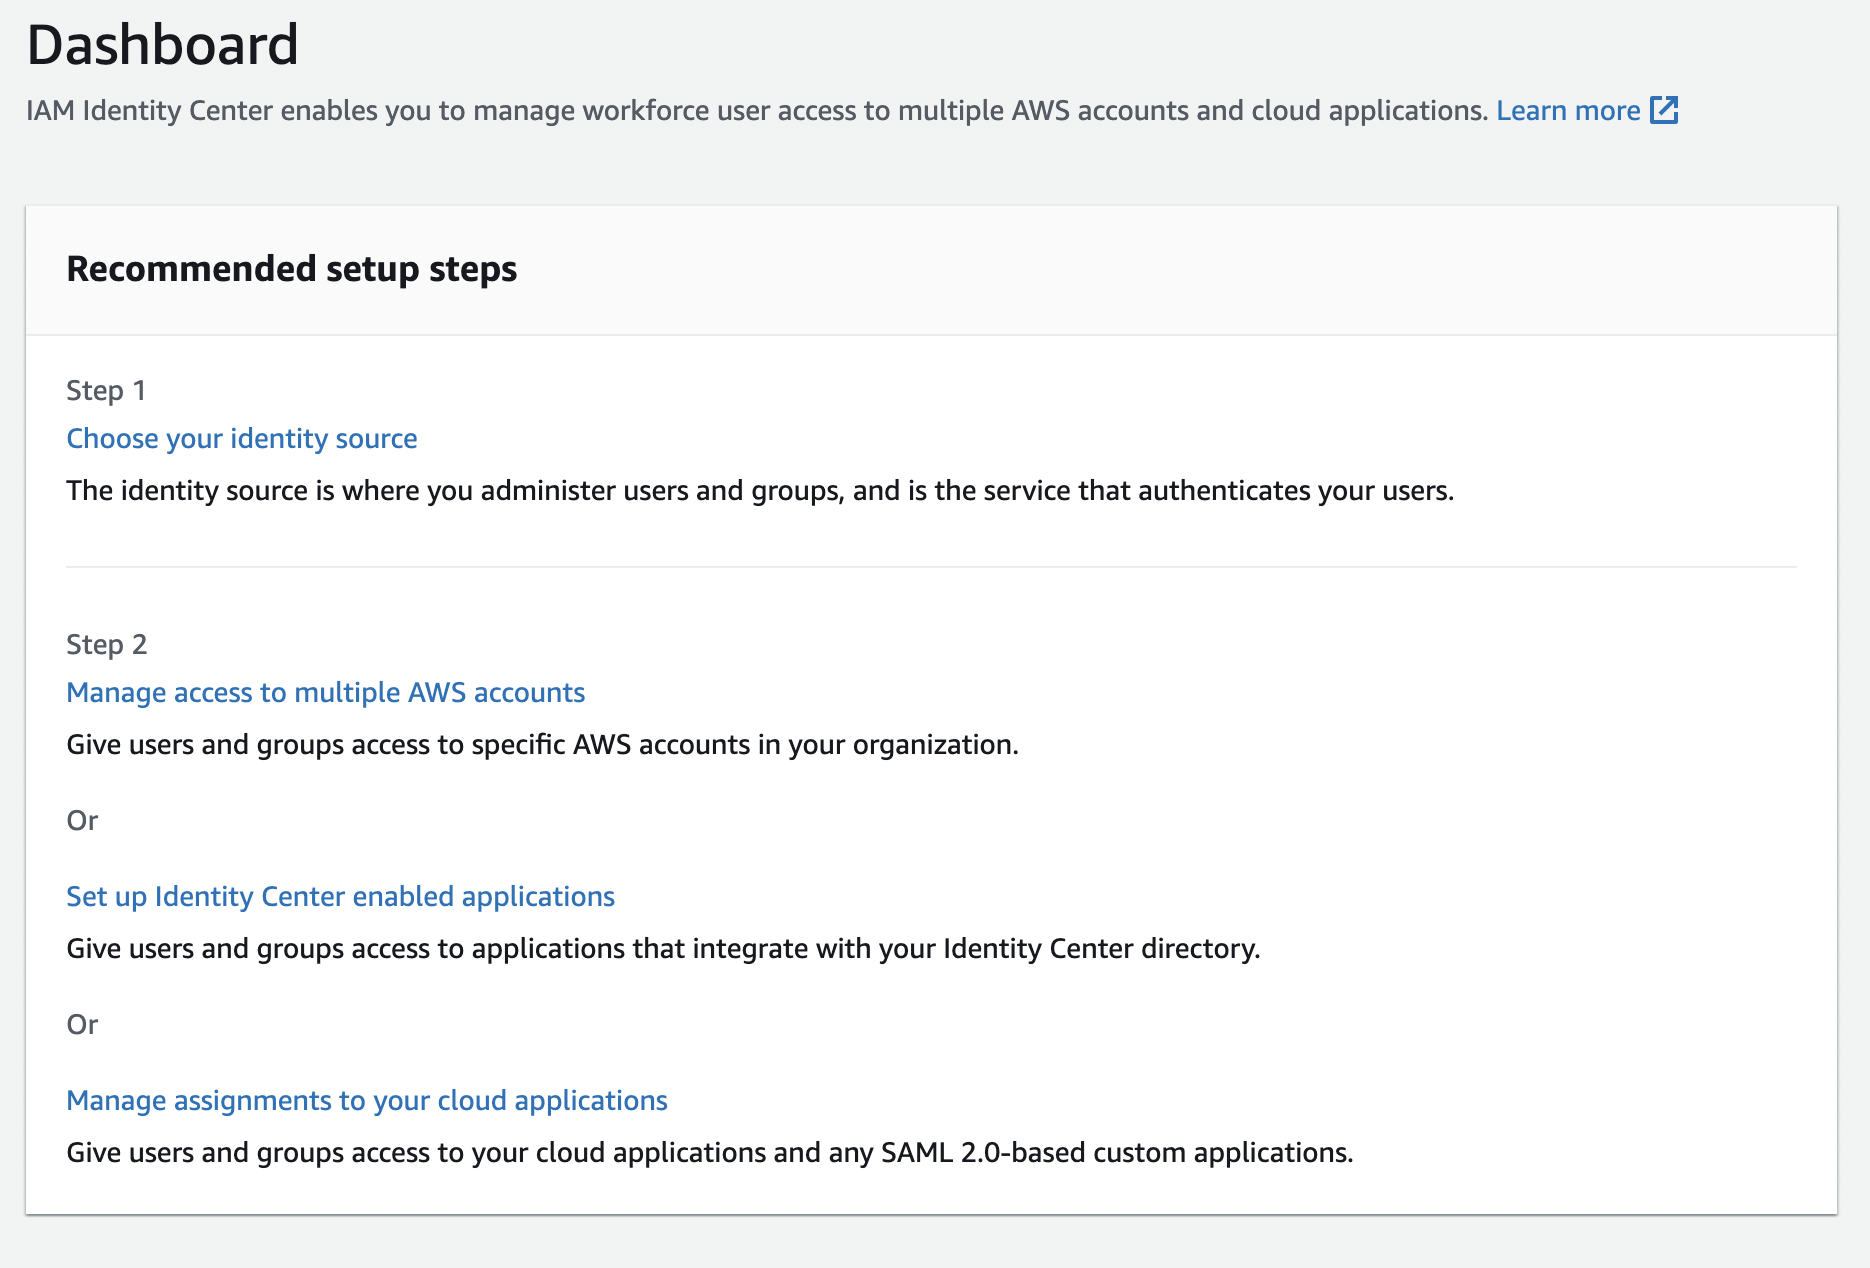 Dashboard
IAM Identity Center enables you to manage workforce user access to multiple AWS accounts and cloud applications. Learn more
Recommended setup steps
Step 1
Choose your identity source
The identity source is where you administer users and groups, and is the service that authenticates your users.
Step 2
Manage access to multiple AWS accounts
Give users and groups access to specific AWS accounts in your organization.
Or
Set up Identity Center enabled applications
Give users and groups access to applications that integrate with your Identity Center directory.
Or
Manage assignments to your cloud applications
Give users and groups access to your cloud applications and any SAML 2.0-based custom applications.